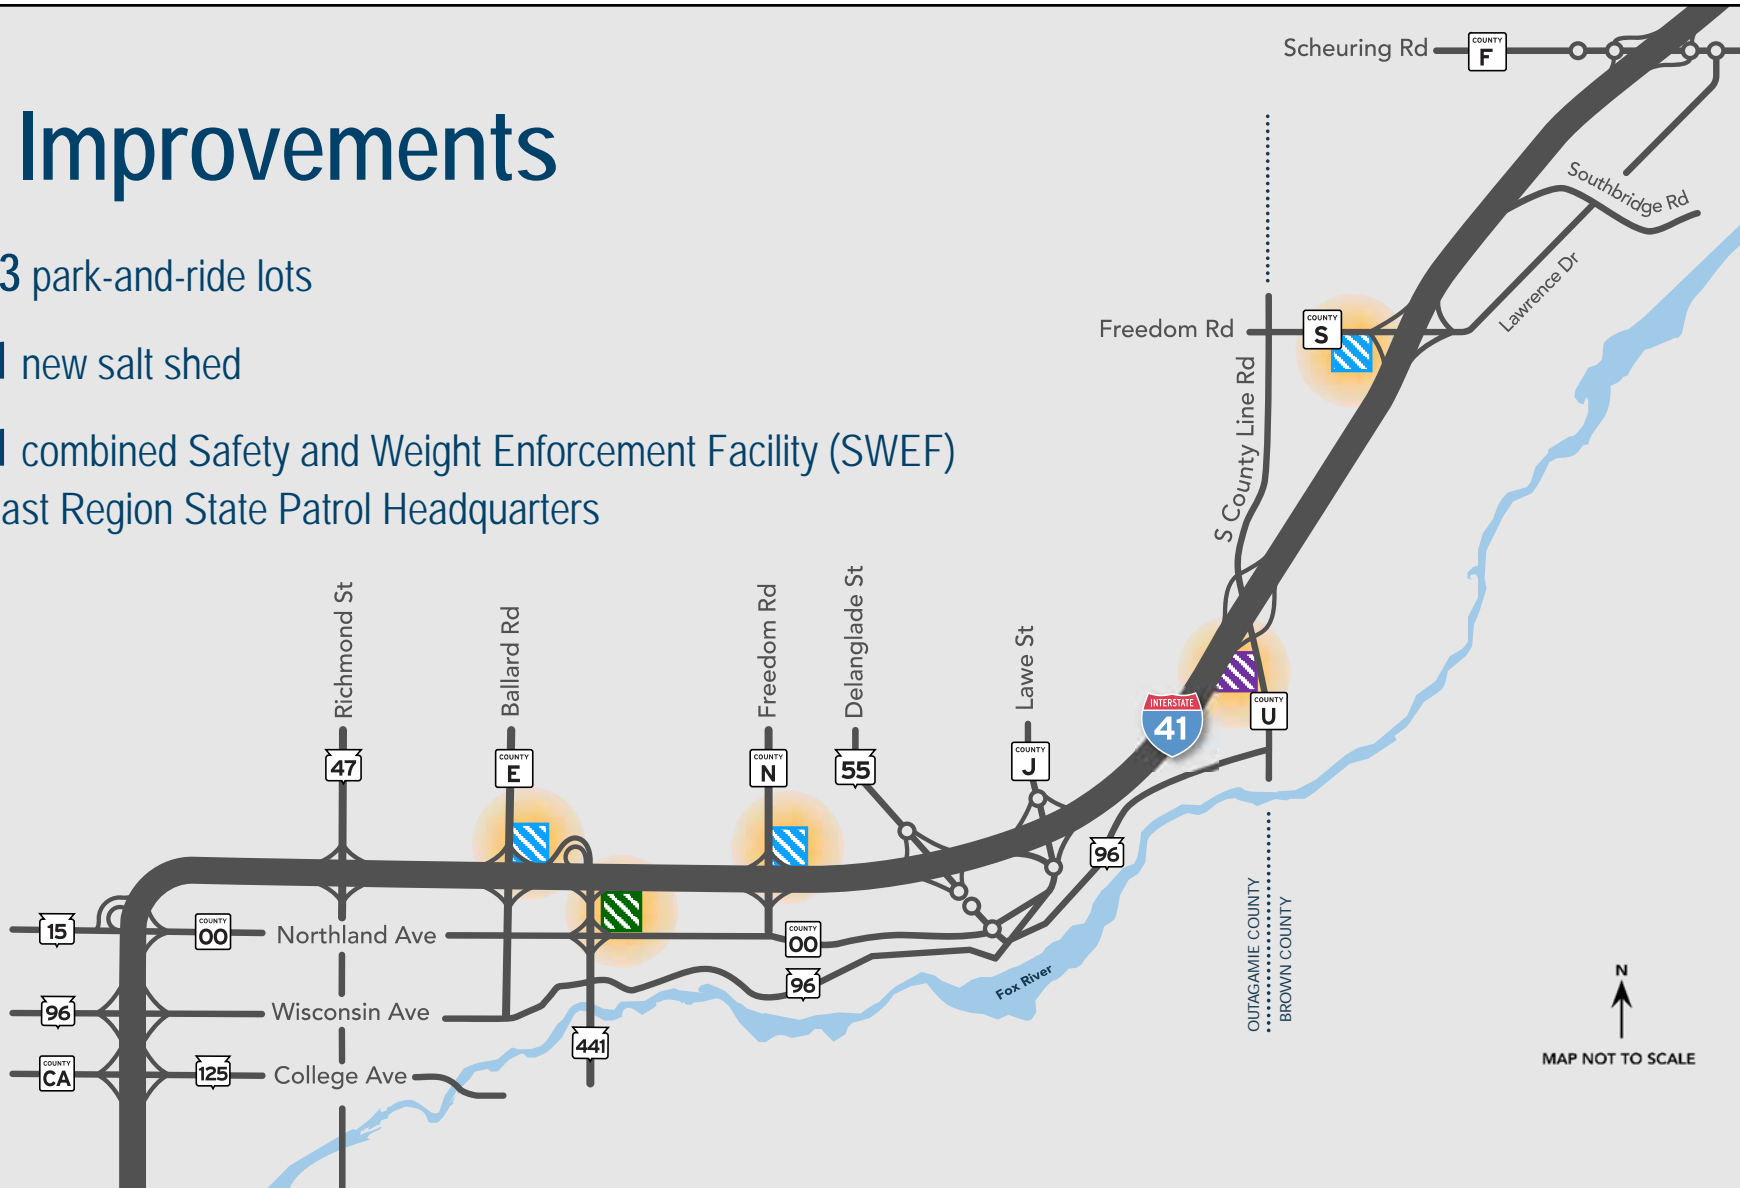 Scheuring Rd
COUNTY
F
Improvements
Southbridge Rd
3 park-and-ride lots
Lawrence Dr
Freedom Rd
COUNTY
S
new salt shed
S County Line Rd
combined Safety and Weight Enforcement Facility (SWEF)
ast Region State Patrol Headquarters
Richmond St
Ballard Rd
Freedom Rd
Delanglade St
Lawe St
INTERSTATE
41
COUNTY
U
47
COUNTY
E
COUNTY
N
55
COUNTY
J
96
15
COUNTY
00
Northland Ave
COUNTY
00
96
Fox River
OUTAGAMIE COUNTY
BROWN COUNTY
N
MAP NOT TO SCALE
96
Wisconsin Ave
441
COUNTY
CA
125
College Ave